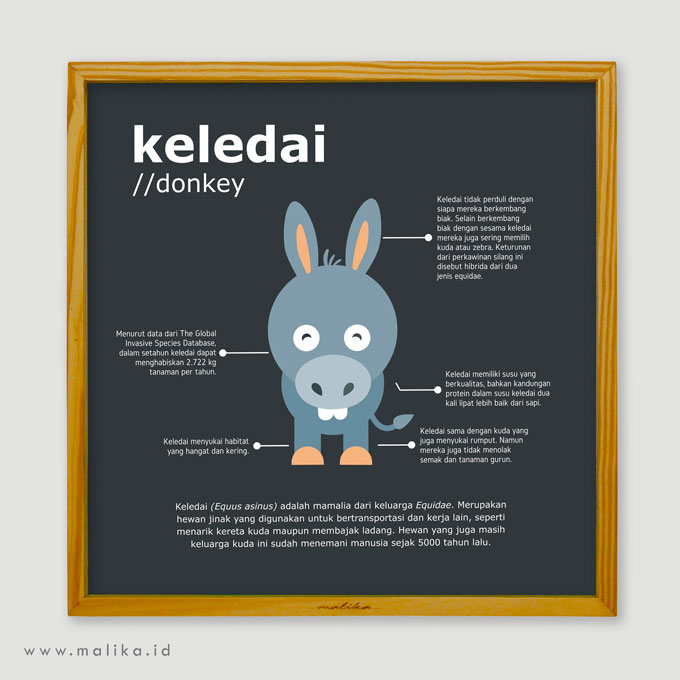 keledai
//donkey
Keledai tidak perduli dengan
siapa mereka berkembang
biak. Selain berkembang
biak dengan sesama keledai
mereka juga sering memilih
kuda atau zebra. Keturunan
dari perkawinan silang ini
disebut hibrida dari dua
jenis equidae.
Menurut data dari The Global
Invasive Species Database,
dalam setahun keledai dapat
menghabiskan 2.722 kg
tanaman per tahun.
Keledai memiliki susu yang
berkualitas, bahkan kandungan
protein dalam susu keledai dua
kali lipat lebih baik dari sapi.
Keledai menyukai habitat
yang hangat dan kering.
Keledai sama dengan kuda yang
juga menyukai rumput. Namun
mereka juga tidak menolak
semak dan tanaman gurun.
Keledai (Equus asinus) adalah mamalia dari keluarga Equidae. Merupakan
hewan jinak yang digunakan untuk bertransportasi dan kerja lain, seperti
menarik kereta kuda maupun membajak ladang. Hewan yang juga masih
keluarga kuda ini sudah menemani manusia sejak 5000 tahun lalu.
malika
www.malika.id